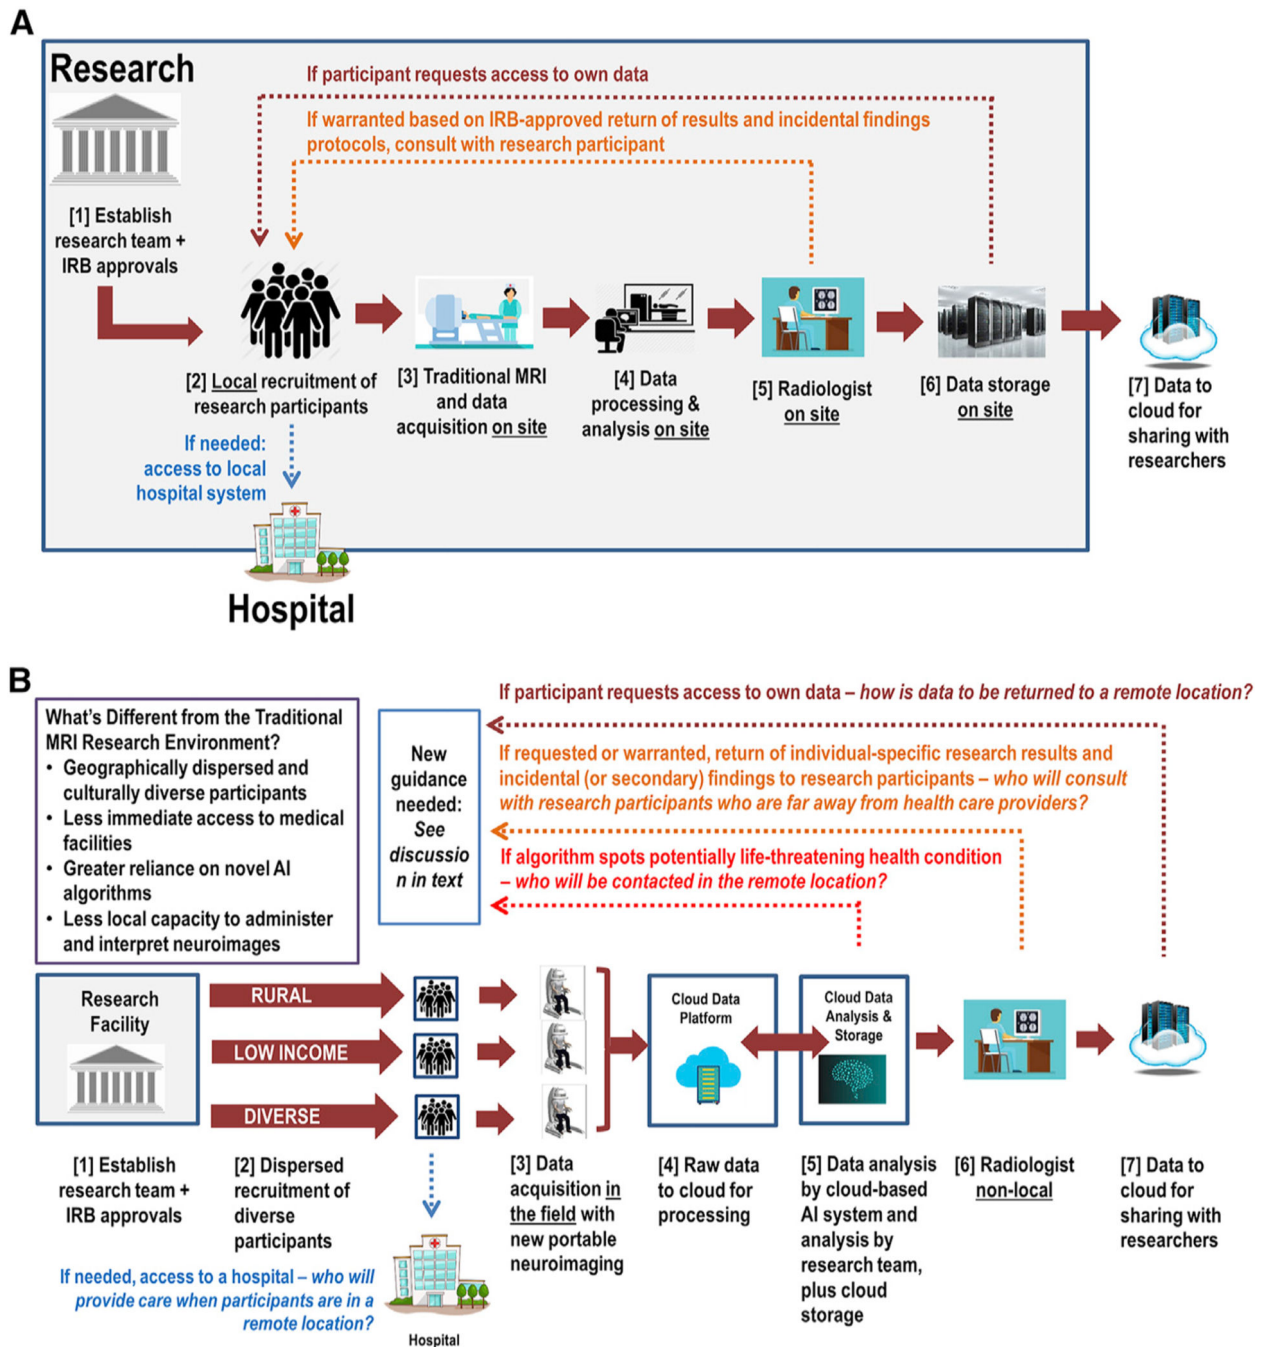 A
Research
If participant requests access to own data
If warranted based on IRB-approved return of results and incidental findings
protocols, consult with research participant
[1] Establish
research team +
IRB approvals
[2] Local recruitment of
research participants
[3] Traditional MRI
and data
acquisition on site
[4] Data
processing &
analysis on site
[5] Radiologist
on site
[6] Data storage
on site
[7] Data to
cloud for
sharing with
researchers
If needed:
access to local
hospital system
Hospital
B
What's Different from the Traditional
MRI Research Environment?
• Geographically dispersed and
culturally diverse participants
• Less immediate access to medical
facilities
• Greater reliance on novel AI
algorithms
• Less local capacity to administer
and interpret neuroimages
New
guidance
needed:
See
discussio
n in text
If participant requests access to own data – how is data to be returned to a remote location?
If requested or warranted, return of individual-specific research results and
incidental (or secondary) findings to research participants – who will consult
with research participants who are far away from health care providers?
If algorithm spots potentially life-threatening health condition
– who will be contacted in the remote location?
Research
Facility
RURAL
LOW INCOME
DIVERSE
Cloud Data
Platform
Cloud Data
Analysis &
Storage
[1] Establish
research team +
IRB approvals
[2] Dispersed
recruitment of
diverse
participants
[3] Data
acquisition in
the field with
new portable
neuroimaging
[4] Raw data
to cloud for
processing
[5] Data analysis
by cloud-based
AI system and
analysis by
research team,
plus cloud
storage
[6] Radiologist
non-local
[7] Data to
cloud for
sharing with
researchers
If needed, access to a hospital – who will
provide care when participants are in a
remote location?
Hospital